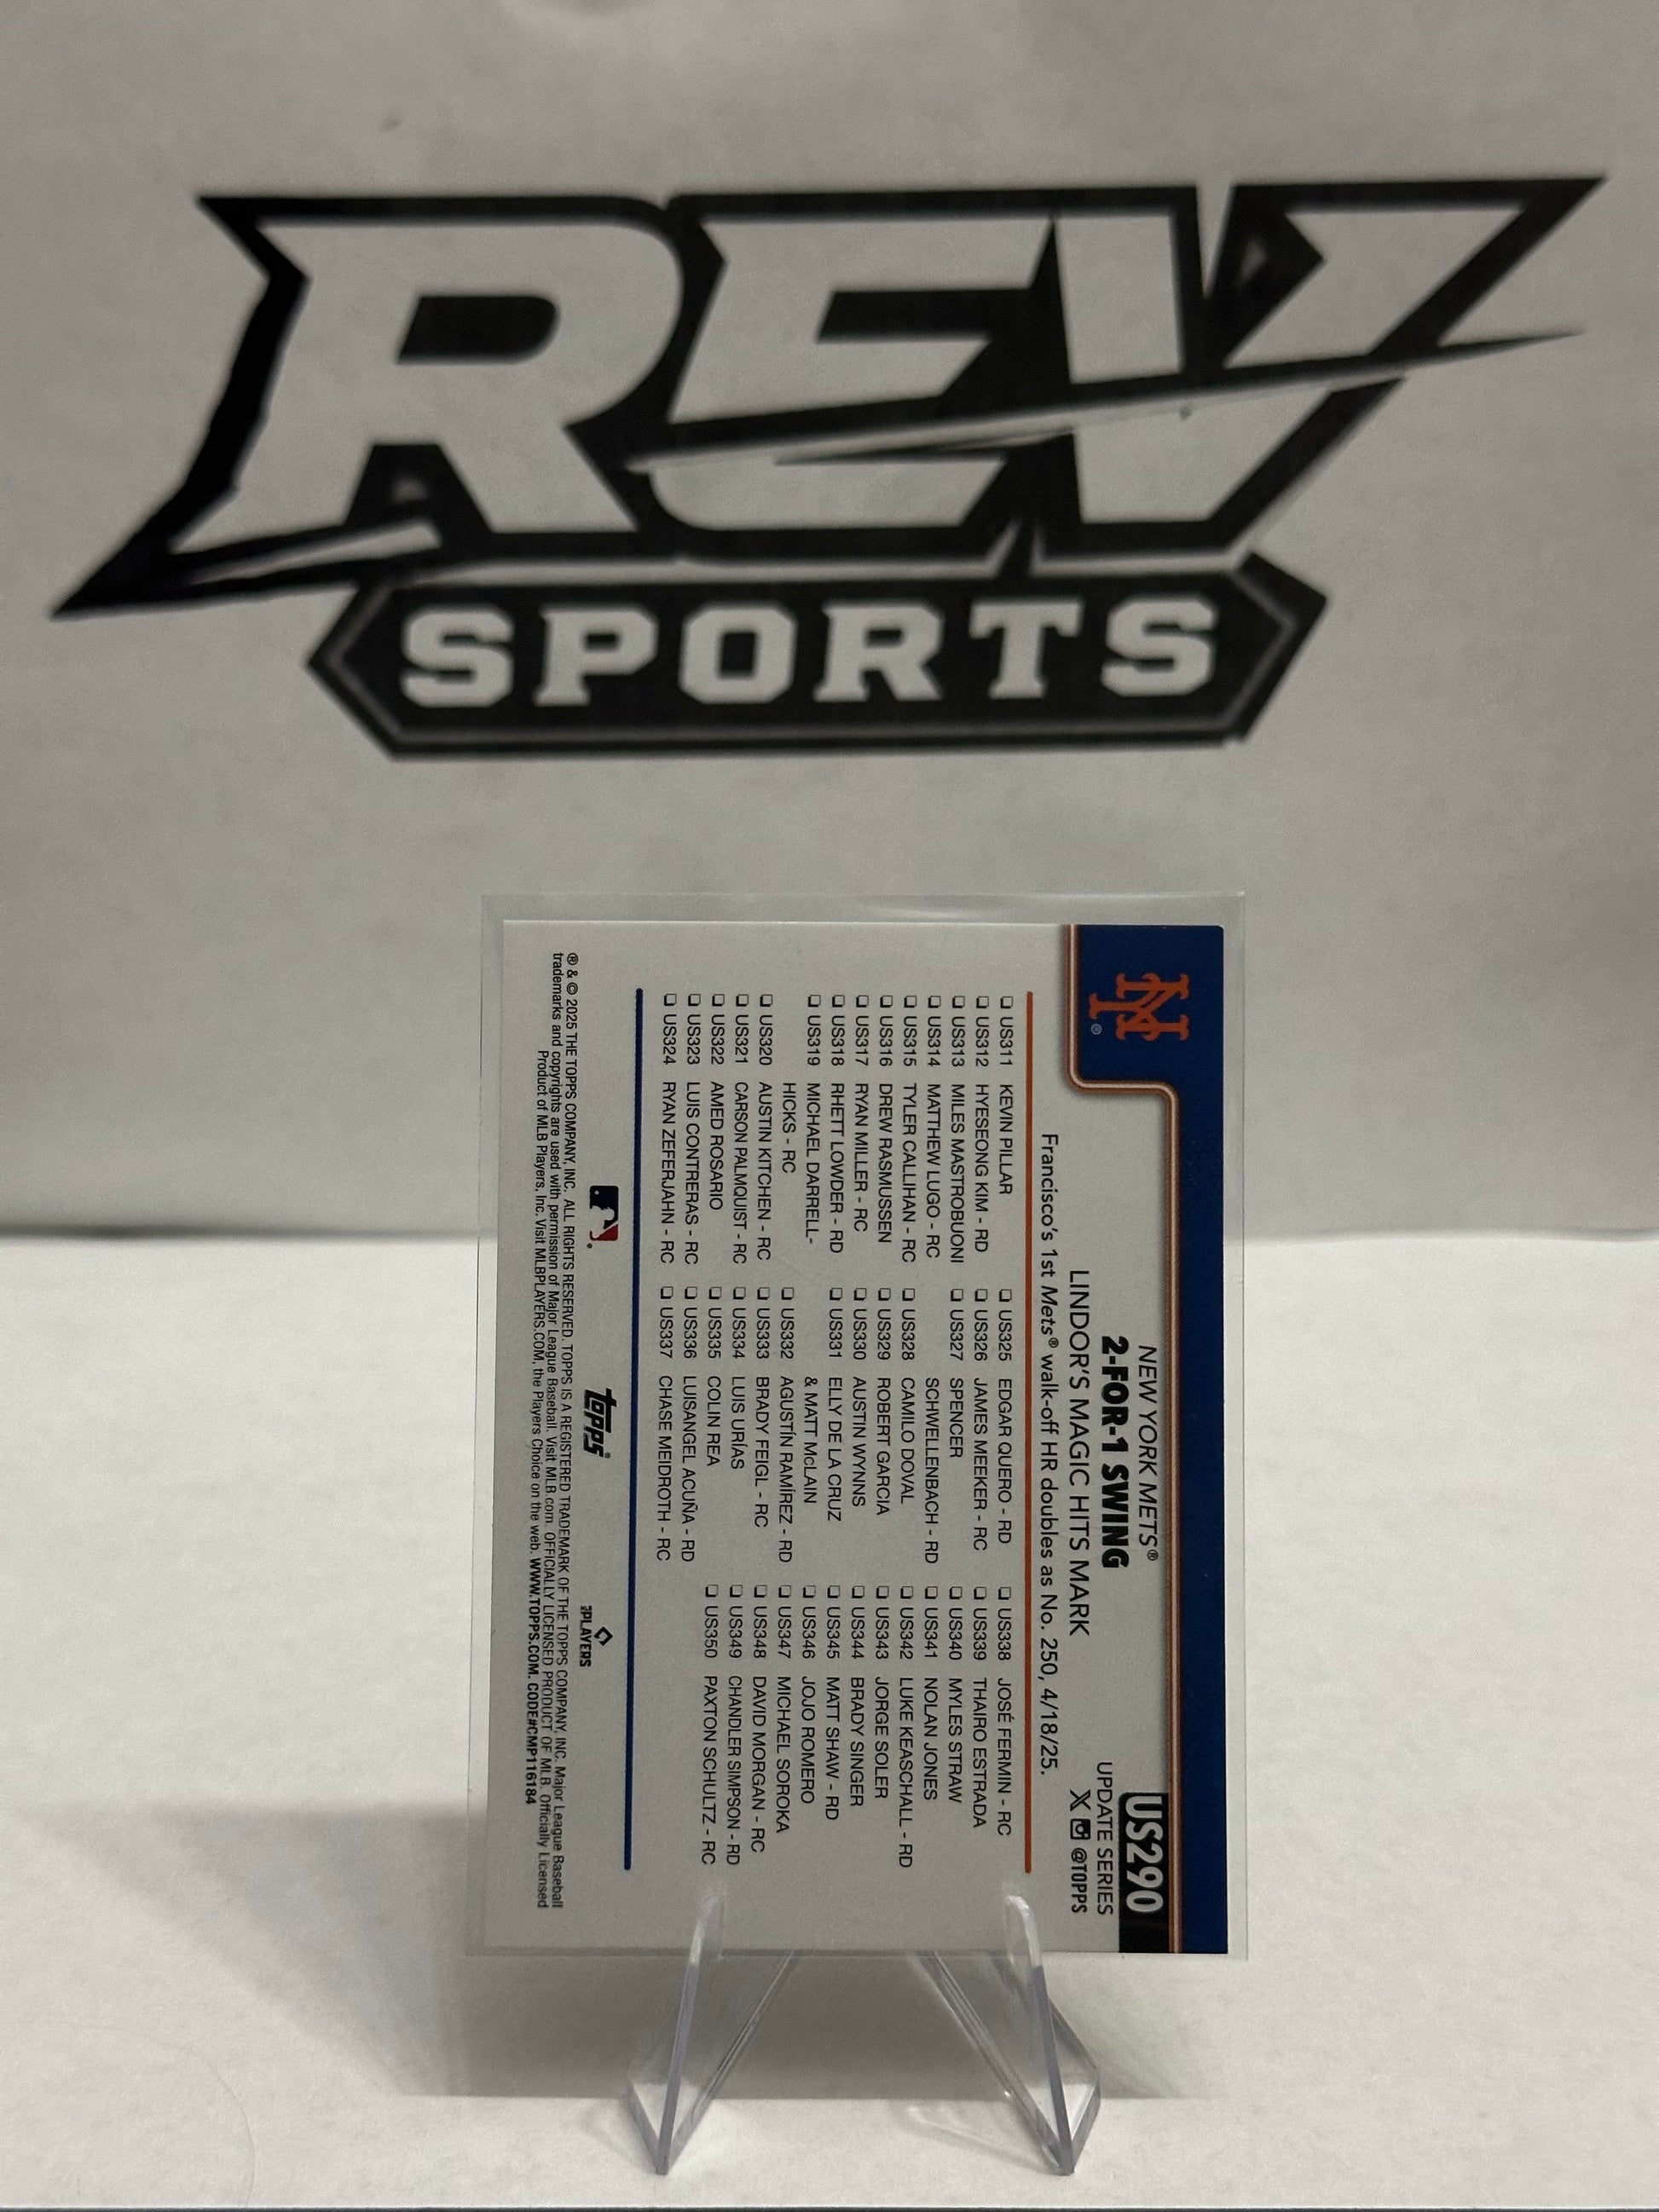 REV
SPORTS
NY®
NEW YORK METS®
2-FOR-1 SWING
LINDOR'S MAGIC HITS MARK
Francisco's 1st Mets® walk-off HR doubles as No. 250, 4/18/25.
US290
UPDATE SERIES
X @TOPPS
❑ US311 KEVIN PILLAR
❑ US312 HYESEONG KIM - RD
❑ US313 MILES MASTROBUONI
❑ US314 MATTHEW LUGO - RC
❑ US315 TYLER CALLIHAN - RC
❑ US316 DREW RASMUSSEN
❑ US317 RYAN MILLER - RC
❑ US318 RHETT LOWDER - RD
❑ US319 MICHAEL DARRELL-
HICKS - RC
❑ US320 AUSTIN KITCHEN - RC
❑ US321 CARSON PALMQUIST - RC
❑ US322 AMED ROSARIO
❑ US323 LUIS CONTRERAS - RC
❑ US324 RYAN ZEFERJAHN - RC
❑ US325 EDGAR QUERO - RD
❑ US326 JAMES MEEKER - RC
❑ US327 SPENCER
SCHWELLENBACH - RD
❑ US328 CAMILO DOVAL
❑ US329 ROBERT GARCIA
❑ US330 AUSTIN WYNNS
❑ US331 ELLY DE LA CRUZ
& MATT McLAIN
❑ US332 AGUSTÍN RAMÍREZ - RD
❑ US333 BRADY FEIGL - RC
❑ US334 LUIS URÍAS
❑ US335 COLIN REA
❑ US336 LUISANGEL ACUÑA - RD
❑ US337 CHASE MEIDROTH - RC
❑ US338 JOSÉ FERMIN - RC
❑ US339 THAIRO ESTRADA
❑ US340 MYLES STRAW
❑ US341 NOLAN JONES
❑ US342 LUKE KEASCHALL - RD
❑ US343 JORGE SOLER
❑ US344 BRADY SINGER
❑ US345 MATT SHAW - RD
❑ US346 JOJO ROMERO
❑ US347 MICHAEL SOROKA
❑ US348 DAVID MORGAN - RC
❑ US349 CHANDLER SIMPSON - RD
❑ US350 PAXTON SCHULTZ - RC
topps®
PLAYERS
® & © 2025 THE TOPPS COMPANY, INC. ALL RIGHTS RESERVED. TOPPS IS A REGISTERED TRADEMARK OF THE TOPPS COMPANY, INC. Major League Baseball
trademarks and copyrights are used with permission of Major League Baseball. Visit MLB.com. OFFICIALLY LICENSED PRODUCT OF MLB. Officially Licensed
Product of MLB Players, Inc. Visit MLBPLAYERS.COM, the Players Choice on the web. WWW.TOPPS.COM. CODE#CMP116184